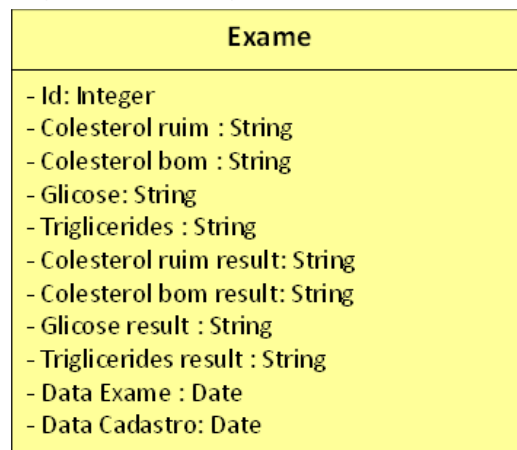 Exame
- Id: Integer
- Colesterol ruim : String
- Colesterol bom : String
- Glicose: String
- Triglicerides : String
- Colesterol ruim result: String
- Colesterol bom result: String
- Glicose result : String
- Triglicerides result : String
- Data Exame : Date
- Data Cadastro: Date